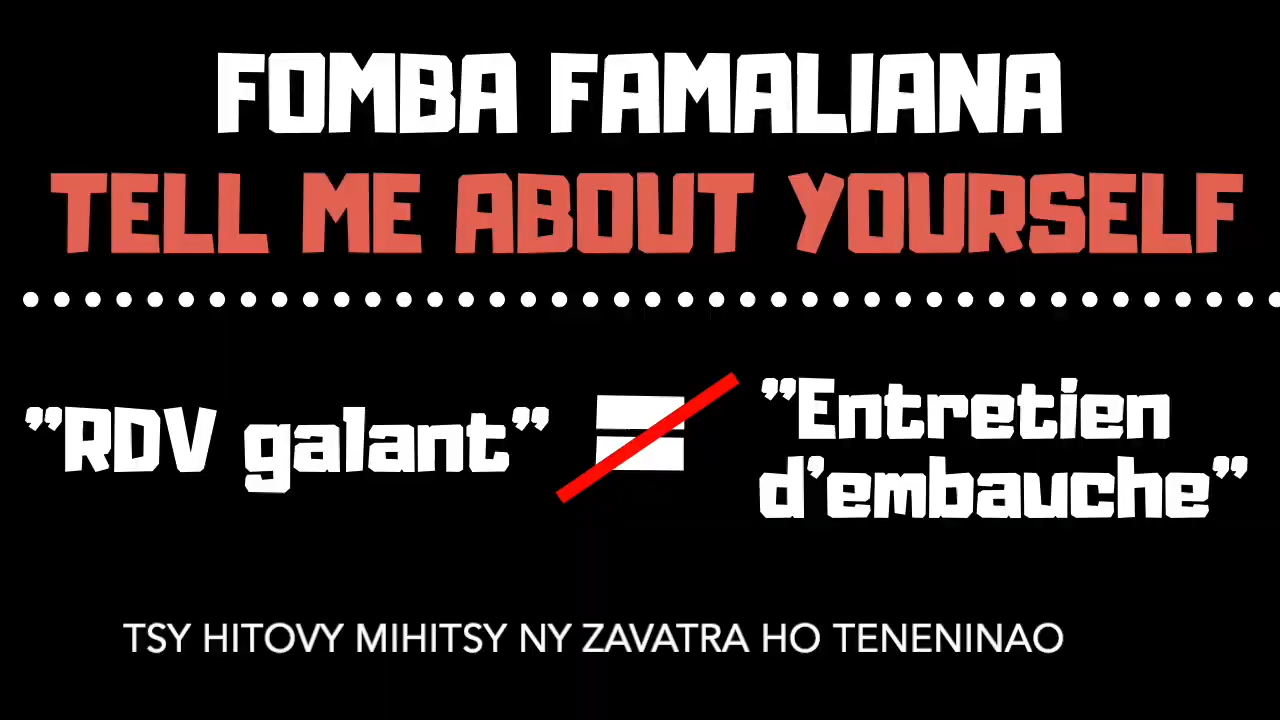 FOMBA FAMALIANA
TELL ME ABOUT YOURSELF
"RDV galant" = "Entretien
d'embauche"
TSY HITOVY MIHITSY NY ZAVATRA HO TENENINAO